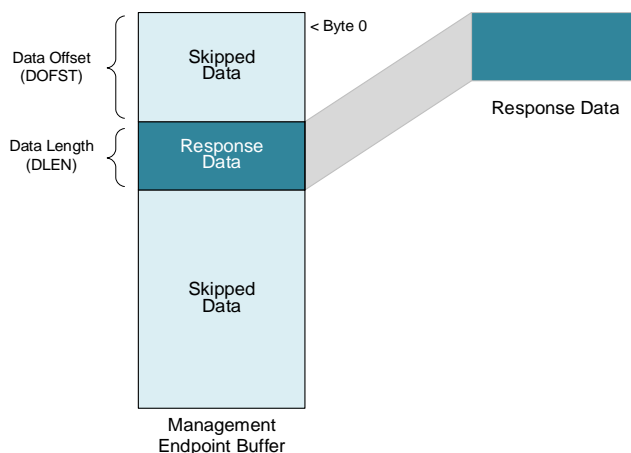 < Byte 0
Data Offset
(DOFST)
Skipped
Data
Response Data
Data Length
(DLEN)
Response
Data
Skipped
Data
Management
Endpoint Buffer